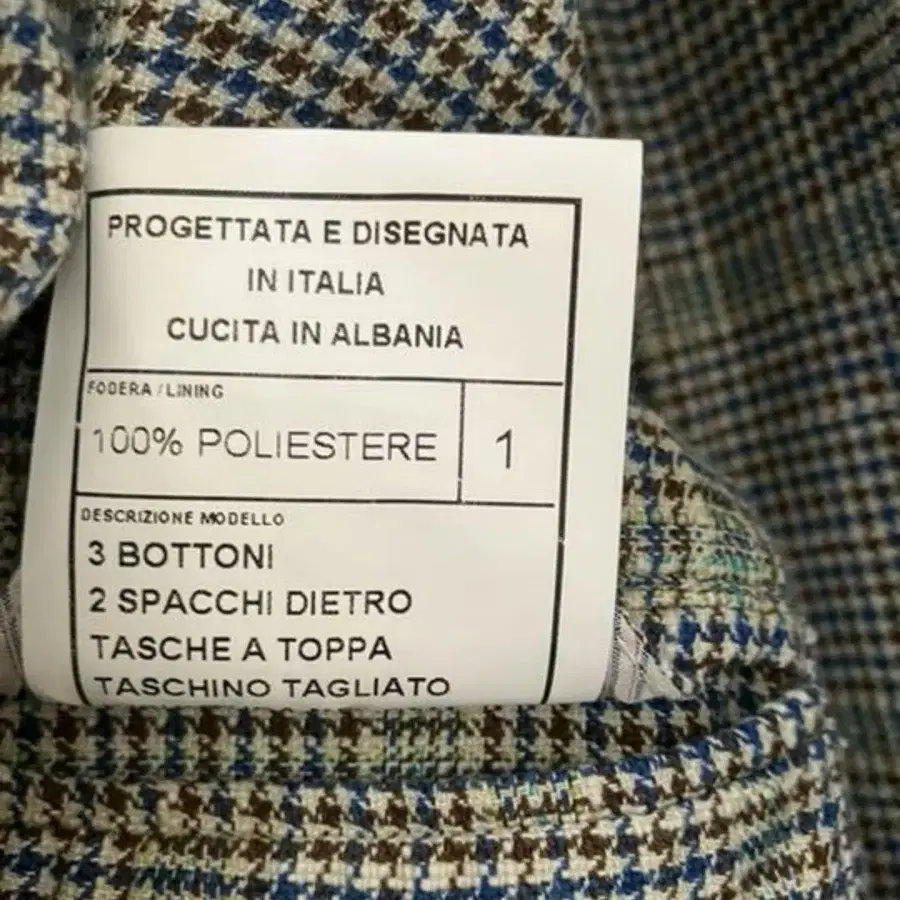 PROGETTATA E DISEGNATA
IN ITALIA
CUCITA IN ALBANIA
FODERA / LINING
100% POLIESTERE
1
DESCRIZIONE MODELLO
3 BOTTONI
2 SPACCHI DIETRO
TASCHE A TOPPA
TASCHINO TAGLIATO